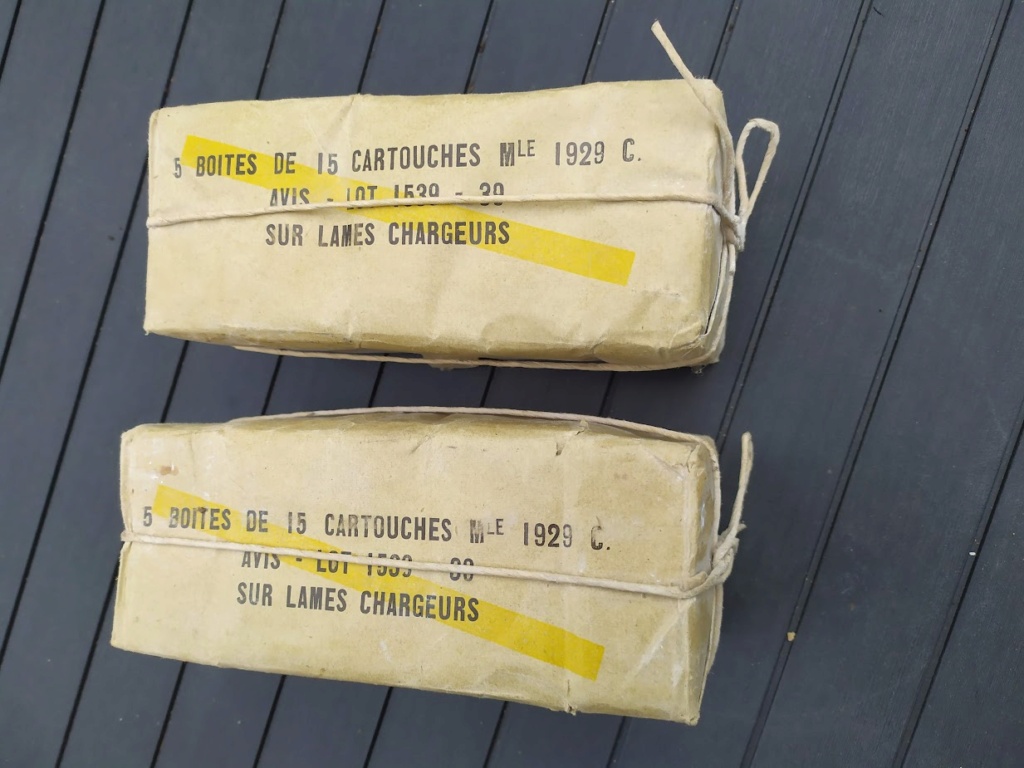 5 BOITES DE 15 CARTOUCHES MLE 1929 C.
AVIS - LOT 1539 - 39
SUR LAMES CHARGEURS
5 BOITES DE 15 CARTOUCHES MLE 1929 C.
AVIS - LOT 1539 39
SUR LAMES CHARGEURS